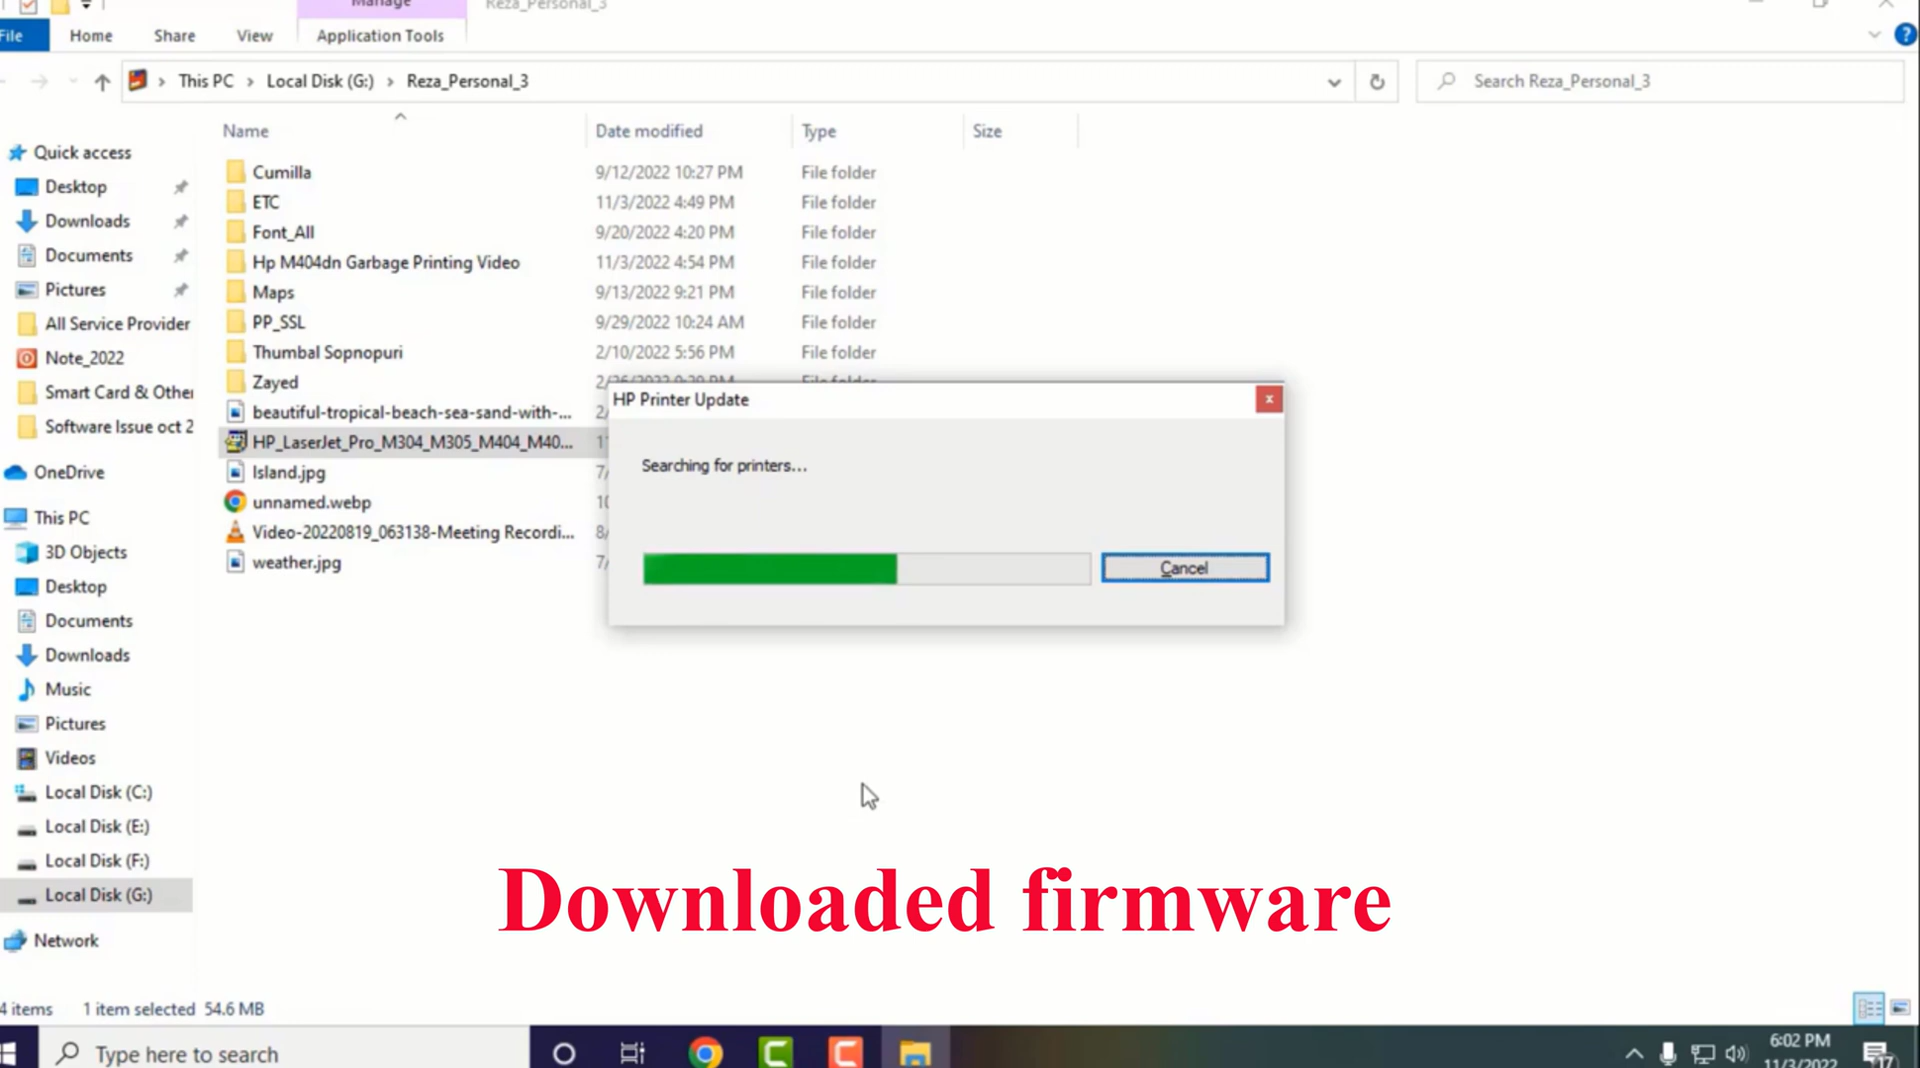 Manage
Reza_Personal_3
File
Home
Share
View
Application Tools
This PC
Local Disk (G:)
Reza_Personal_3
Search Reza_Personal_3
Name
Date modified
Type
Size
Quick access
Desktop
Downloads
Documents
Pictures
All Service Provider
Note_2022
Smart Card & Other
Software Issue oct 2
OneDrive
This PC
3D Objects
Desktop
Documents
Downloads
Music
Pictures
Videos
Local Disk (C:)
Local Disk (E:)
Local Disk (F:)
Local Disk (G:)
Network
Cumilla 9/12/2022 10:27 PM File folder
ETC 11/3/2022 4:49 PM File folder
Font_All 9/20/2022 4:20 PM File folder
Hp M404dn Garbage Printing Video 11/3/2022 4:54 PM File folder
Maps 9/13/2022 9:21 PM File folder
PP_SSL 9/29/2022 10:24 AM File folder
Thumbal Sopnopuri 2/10/2022 5:56 PM File folder
Zayed
beautiful-tropical-beach-sea-sand-with-...
HP_LaserJet_Pro_M304_M305_M404_M40...
Island.jpg
unnamed.webp
Video-20220819_063138-Meeting Recordi...
weather.jpg
HP Printer Update
Searching for printers...
Cancel
Downloaded firmware
4 items 1 item selected 54.6 MB
Type here to search
6:02 PM
11/3/2022
17